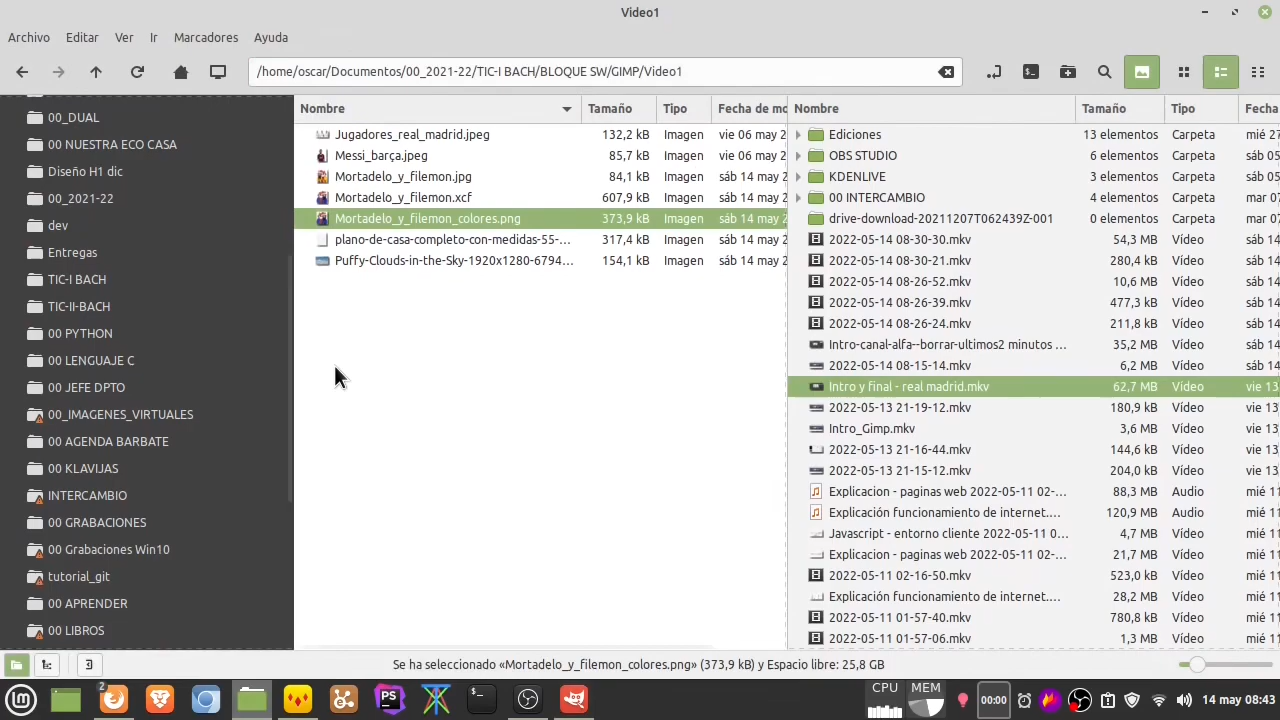 Video1
Archivo Editar Ver Ir Marcadores Ayuda
/home/oscar/Documentos/00_2021-22/TIC-I BACH/BLOQUE SW/GIMP/Video1
00_DUAL
00 NUESTRA ECO CASA
Diseño H1 dic
00_2021-22
dev
Entregas
TIC-I BACH
TIC-II-BACH
00 PYTHON
00 LENGUAJE C
00 JEFE DPTO
00_IMAGENES_VIRTUALES
00 AGENDA BARBATE
00 KLAVIJAS
INTERCAMBIO
00 GRABACIONES
00 Grabaciones Win10
tutorial_git
00 APRENDER
00 LIBROS
Nombre Tamaño Tipo Fecha de mo
Jugadores_real_madrid.jpeg 132,2 kB Imagen vie 06 may 2
Messi_barça.jpeg 85,7 kB Imagen vie 06 may 2
Mortadelo_y_filemon.jpg 84,1 kB Imagen sáb 14 may 2
Mortadelo_y_filemon.xcf 607,9 kB Imagen sáb 14 may 2
Mortadelo_y_filemon_colores.png 373,9 kB Imagen sáb 14 may 2
plano-de-casa-completo-con-medidas-55-... 317,4 kB Imagen sáb 14 may 2
Puffy-Clouds-in-the-Sky-1920x1280-6794... 154,1 kB Imagen sáb 14 may 2
Nombre Tamaño Tipo Fecha
Ediciones 13 elementos Carpeta mié 27
OBS STUDIO 6 elementos Carpeta sáb 05
KDENLIVE 3 elementos Carpeta sáb 05
00 INTERCAMBIO 4 elementos Carpeta mar 07
drive-download-20211207T062439Z-001 0 elementos Carpeta mar 07
2022-05-14 08-30-30.mkv 54,3 MB Vídeo sáb 14
2022-05-14 08-30-21.mkv 280,4 kB Vídeo sáb 14
2022-05-14 08-26-52.mkv 10,6 MB Vídeo sáb 14
2022-05-14 08-26-39.mkv 477,3 kB Vídeo sáb 14
2022-05-14 08-26-24.mkv 211,8 kB Vídeo sáb 14
Intro-canal-alfa--borrar-ultimos2 minutos ... 35,2 MB Vídeo sáb 14
2022-05-14 08-15-14.mkv 6,2 MB Vídeo sáb 14
Intro y final - real madrid.mkv 62,7 MB Vídeo vie 13
2022-05-13 21-19-12.mkv 180,9 kB Vídeo vie 13
Intro_Gimp.mkv 3,6 MB Vídeo vie 13
2022-05-13 21-16-44.mkv 144,6 kB Vídeo vie 13
2022-05-13 21-15-12.mkv 204,0 kB Vídeo vie 13
Explicacion - paginas web 2022-05-11 02-... 88,3 MB Audio mié 11
Explicación funcionamiento de internet.... 120,9 MB Audio mié 11
Javascript - entorno cliente 2022-05-11 0... 4,7 MB Vídeo mié 11
Explicacion - paginas web 2022-05-11 02-... 21,7 MB Vídeo mié 11
2022-05-11 02-16-50.mkv 523,0 kB Vídeo mié 11
Explicación funcionamiento de internet.... 28,2 MB Vídeo mié 11
2022-05-11 01-57-40.mkv 780,8 kB Vídeo mié 11
2022-05-11 01-57-06.mkv 1,3 MB Vídeo mié 11
Se ha seleccionado «Mortadelo_y_filemon_colores.png» (373,9 kB) y Espacio libre: 25,8 GB
2
PS
CPU MEM
00:00
14 may 08:43